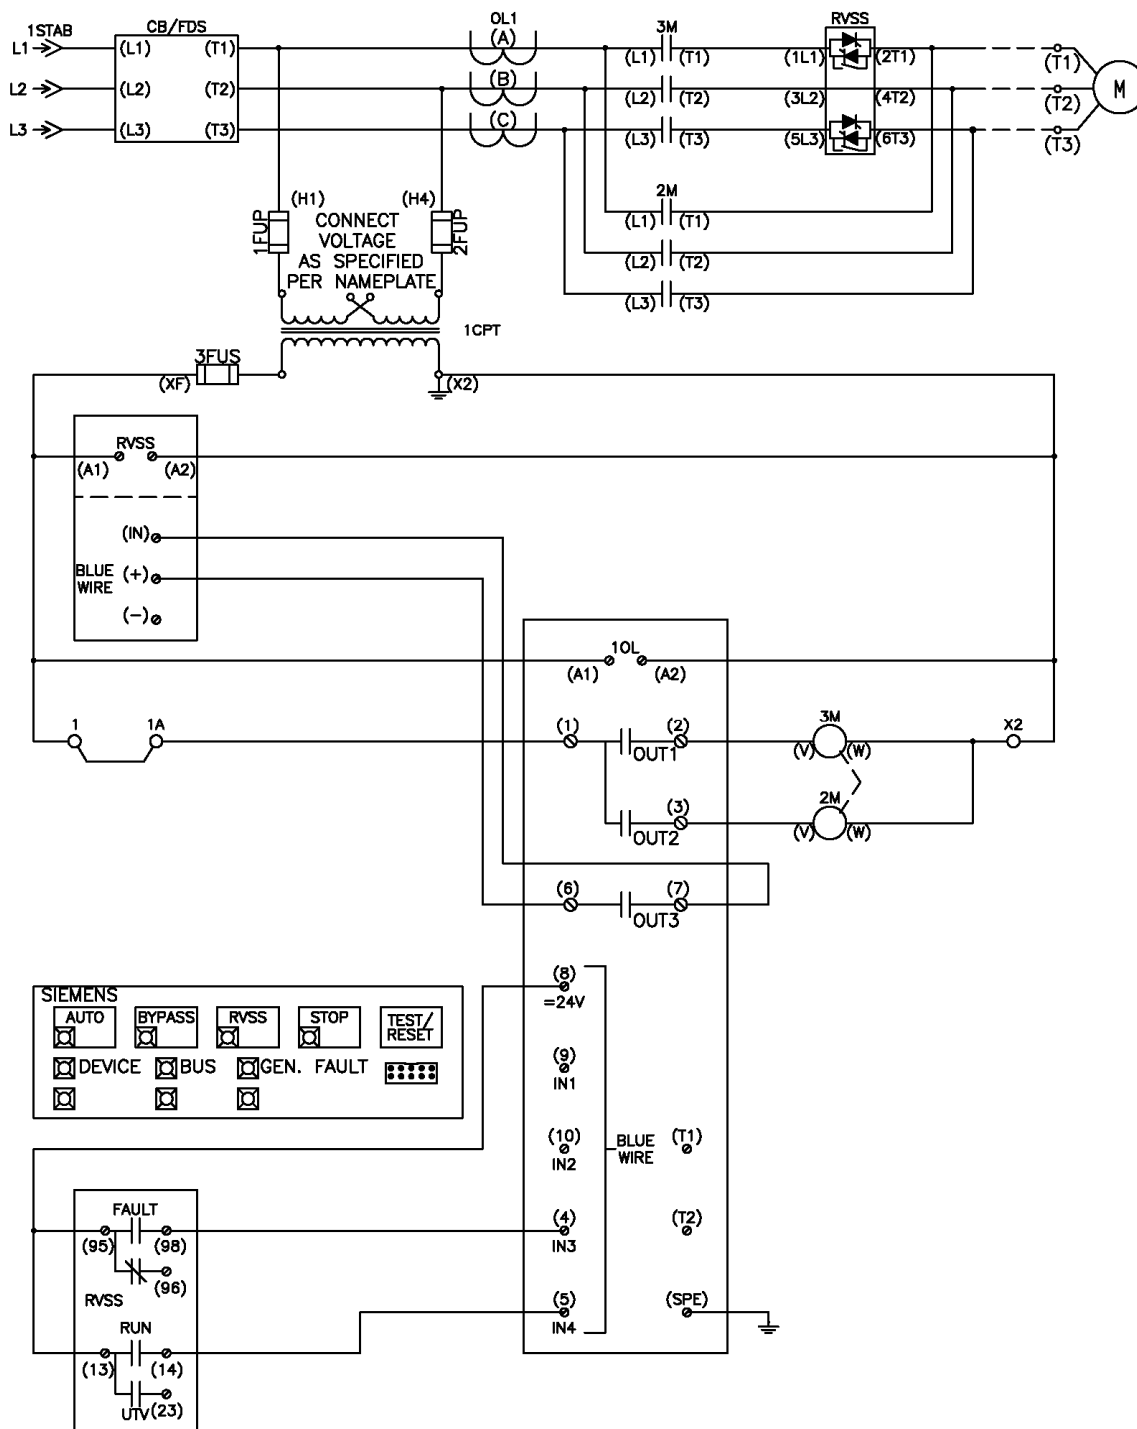 1STAB CB/FDS OL1 3M RVSS
L1 (L1) (T1) (A) (L1) (T1) (1L1) (2T1) (T1)
L2 (L2) (T2) (B) (L2) (T2) (3L2) (4T2) (T2) M
L3 (L3) (T3) (C) (L3) (T3) (5L3) (6T3) (T3)
(H1) (H4)
1FUP
2FUP
CONNECT
VOLTAGE
AS SPECIFIED
PER NAMEPLATE
2M
(L1) (T1)
(L2) (T2)
(L3) (T3)
1CPT
3FUS
(XF) (X2)
RVSS
(A1) (A2)
(IN)
BLUE
WIRE
(+)
(-)
1OL
(A1) (A2)
1 1A (1) (2) 3M X2
OUT1 (V) (W)
(3) 2M
OUT2 (V) (W)
(6) (7)
OUT3
(8)
=24V
SIEMENS
AUTO BYPASS RVSS STOP TEST/
RESET
DEVICE BUS GEN. FAULT
(9)
IN1
(10) BLUE
WIRE
(T1)
IN2
(4) (T2)
IN3
(5) (SPE)
IN4
FAULT
(95) (98)
(96)
RVSS
RUN
(13) (14)
UTV (23)